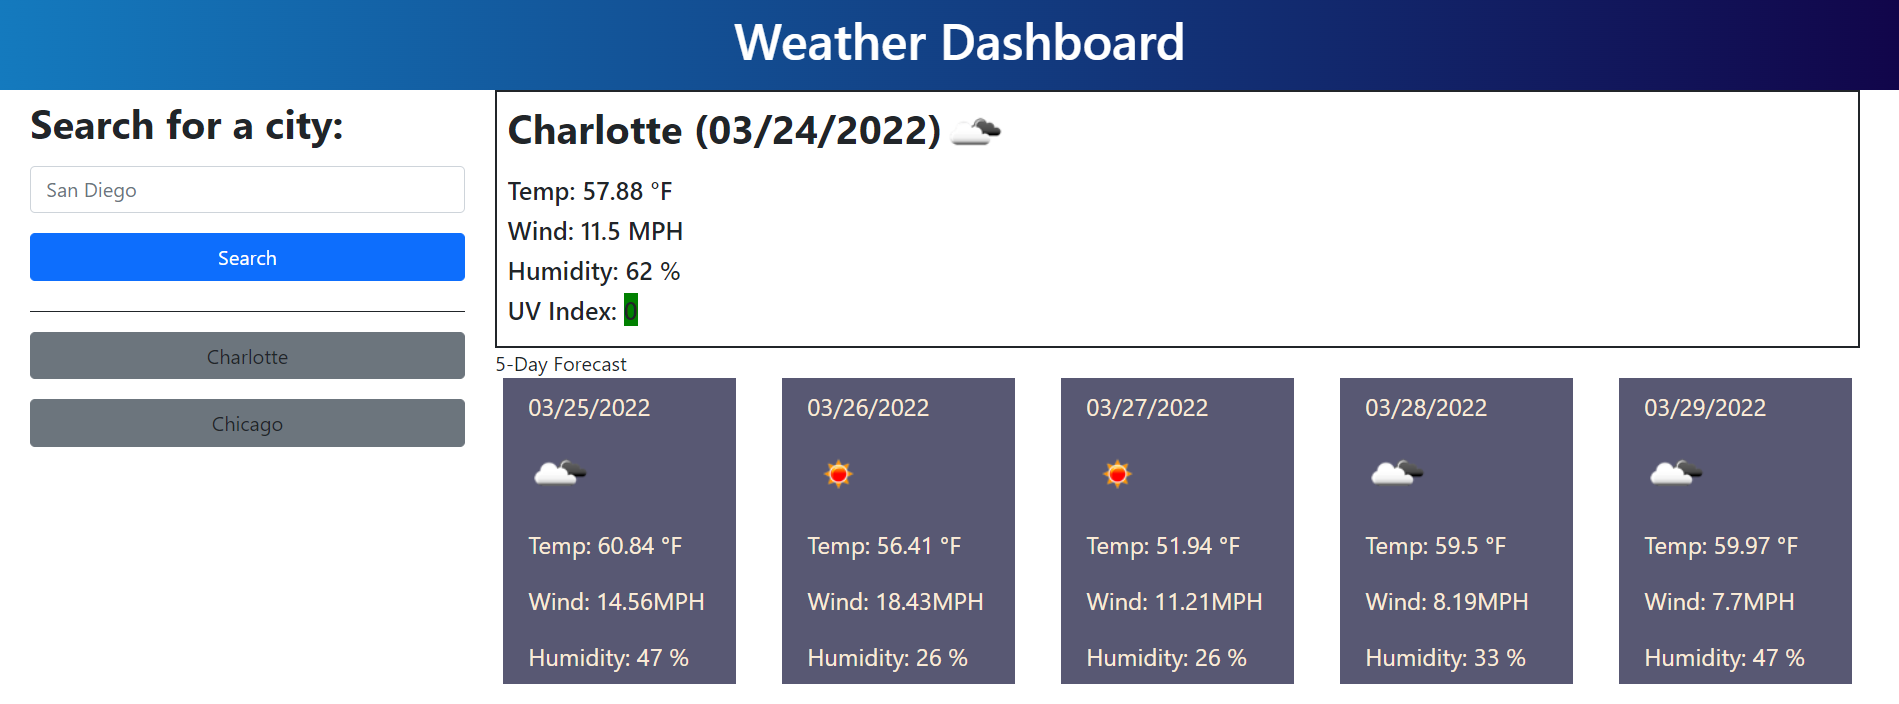 Weather Dashboard
Search for a city:
San Diego
Search
Charlotte
Chicago
Charlotte (03/24/2022)
Temp: 57.88 °F
Wind: 11.5 MPH
Humidity: 62 %
UV Index: 0
5-Day Forecast
03/25/2022
Temp: 60.84 °F
Wind: 14.56MPH
Humidity: 47 %
03/26/2022
Temp: 56.41 °F
Wind: 18.43MPH
Humidity: 26 %
03/27/2022
Temp: 51.94 °F
Wind: 11.21MPH
Humidity: 26 %
03/28/2022
Temp: 59.5 °F
Wind: 8.19MPH
Humidity: 33 %
03/29/2022
Temp: 59.97 °F
Wind: 7.7MPH
Humidity: 47 %